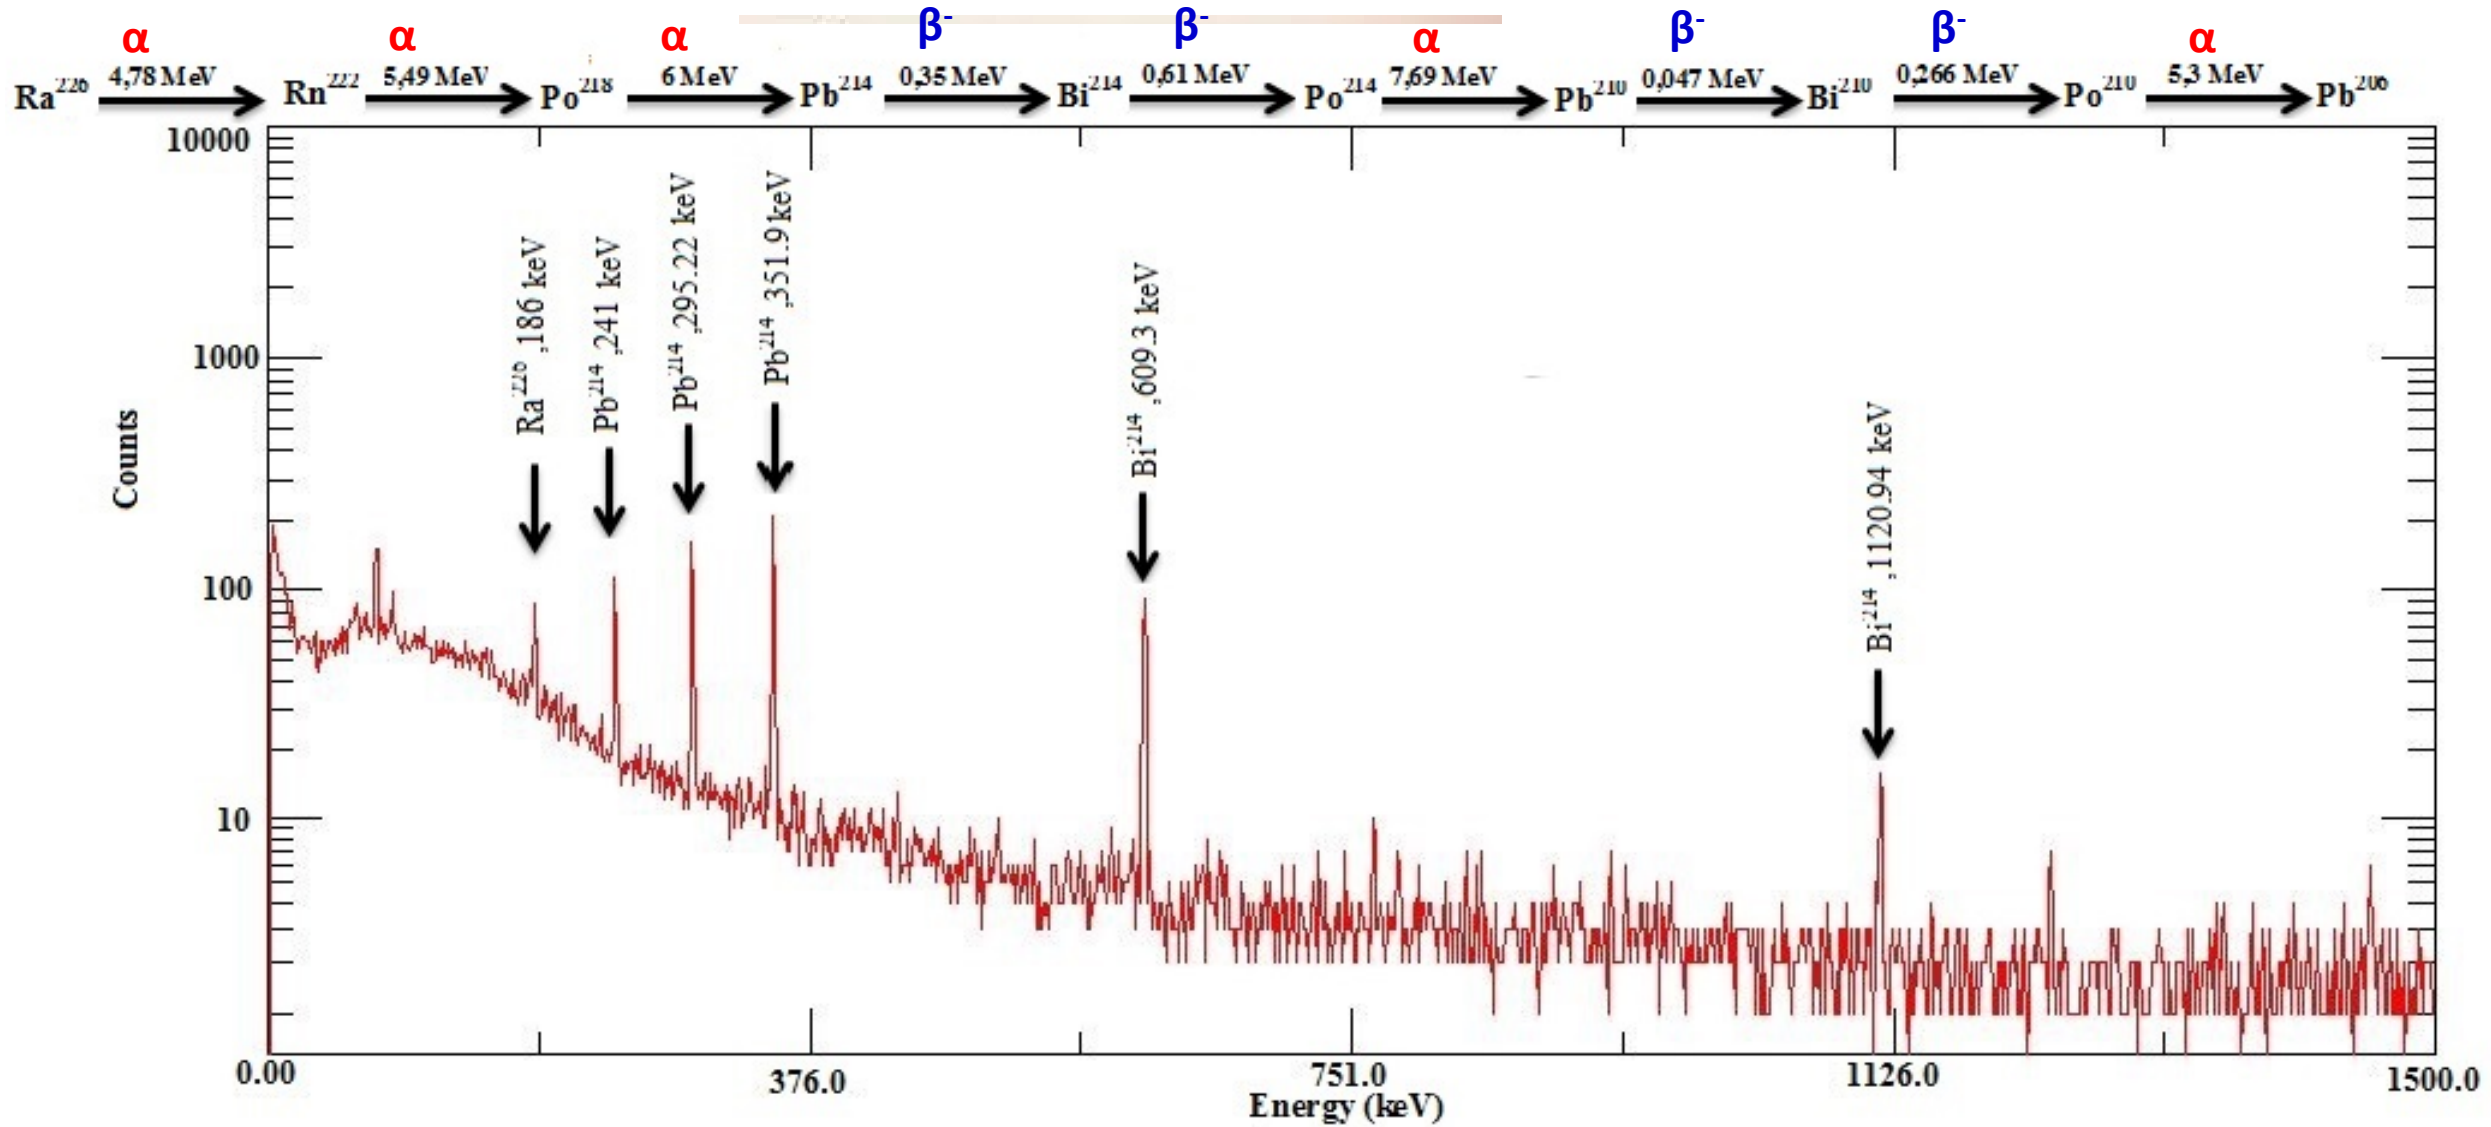 α α α β- β- α β- β- α
Ra226 4,78 MeV Rn222 5,49 MeV Po218 6 MeV Pb214 0,35 MeV Bi214 0,61 MeV Po214 7,69 MeV Pb210 0,047 MeV Bi210 0,266 MeV Po210 5,3 MeV Pb206
10000
1000
100
10
Counts
Ra226 ,186 keV
Pb214 ,241 keV
Pb214 ,295.22 keV
Pb214 ,351.9 keV
Bi214 ,609.3 keV
Bi214 ,1120.94 keV
0.00 376.0 751.0 1126.0 1500.0
Energy (keV)